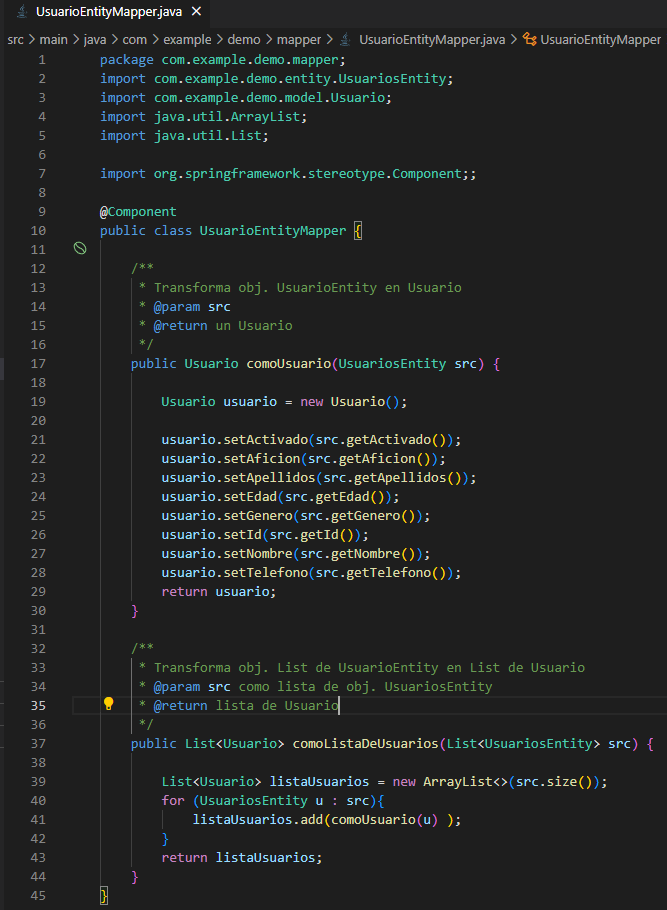 UsuarioEntityMapper.java ×
src > main > java > com > example > demo > mapper > UsuarioEntityMapper.java > UsuarioEntityMapper
1 package com.example.demo.mapper;
2 import com.example.demo.entity.UsuariosEntity;
3 import com.example.demo.model.Usuario;
4 import java.util.ArrayList;
5 import java.util.List;
6
7 import org.springframework.stereotype.Component;;
8
9 @Component
10 public class UsuarioEntityMapper {
11
12     /**
13      * Transforma obj. UsuarioEntity en Usuario
14      * @param src
15      * @return un Usuario
16      */
17     public Usuario comoUsuario(UsuariosEntity src) {
18
19         Usuario usuario = new Usuario();
20
21         usuario.setActivado(src.getActivado());
22         usuario.setAficion(src.getAficion());
23         usuario.setApellidos(src.getApellidos());
24         usuario.setEdad(src.getEdad());
25         usuario.setGenero(src.getGenero());
26         usuario.setId(src.getId());
27         usuario.setNombre(src.getNombre());
28         usuario.setTelefono(src.getTelefono());
29         return usuario;
30     }
31
32     /**
33      * Transforma obj. List de UsuarioEntity en List de Usuario
34      * @param src como lista de obj. UsuariosEntity
35      * @return lista de Usuario
36      */
37     public List<Usuario> comoListaDeUsuarios(List<UsuariosEntity> src) {
38
39         List<Usuario> listaUsuarios = new ArrayList<>(src.size());
40         for (UsuariosEntity u : src){
41             listaUsuarios.add(comoUsuario(u) );
42         }
43         return listaUsuarios;
44     }
45 }